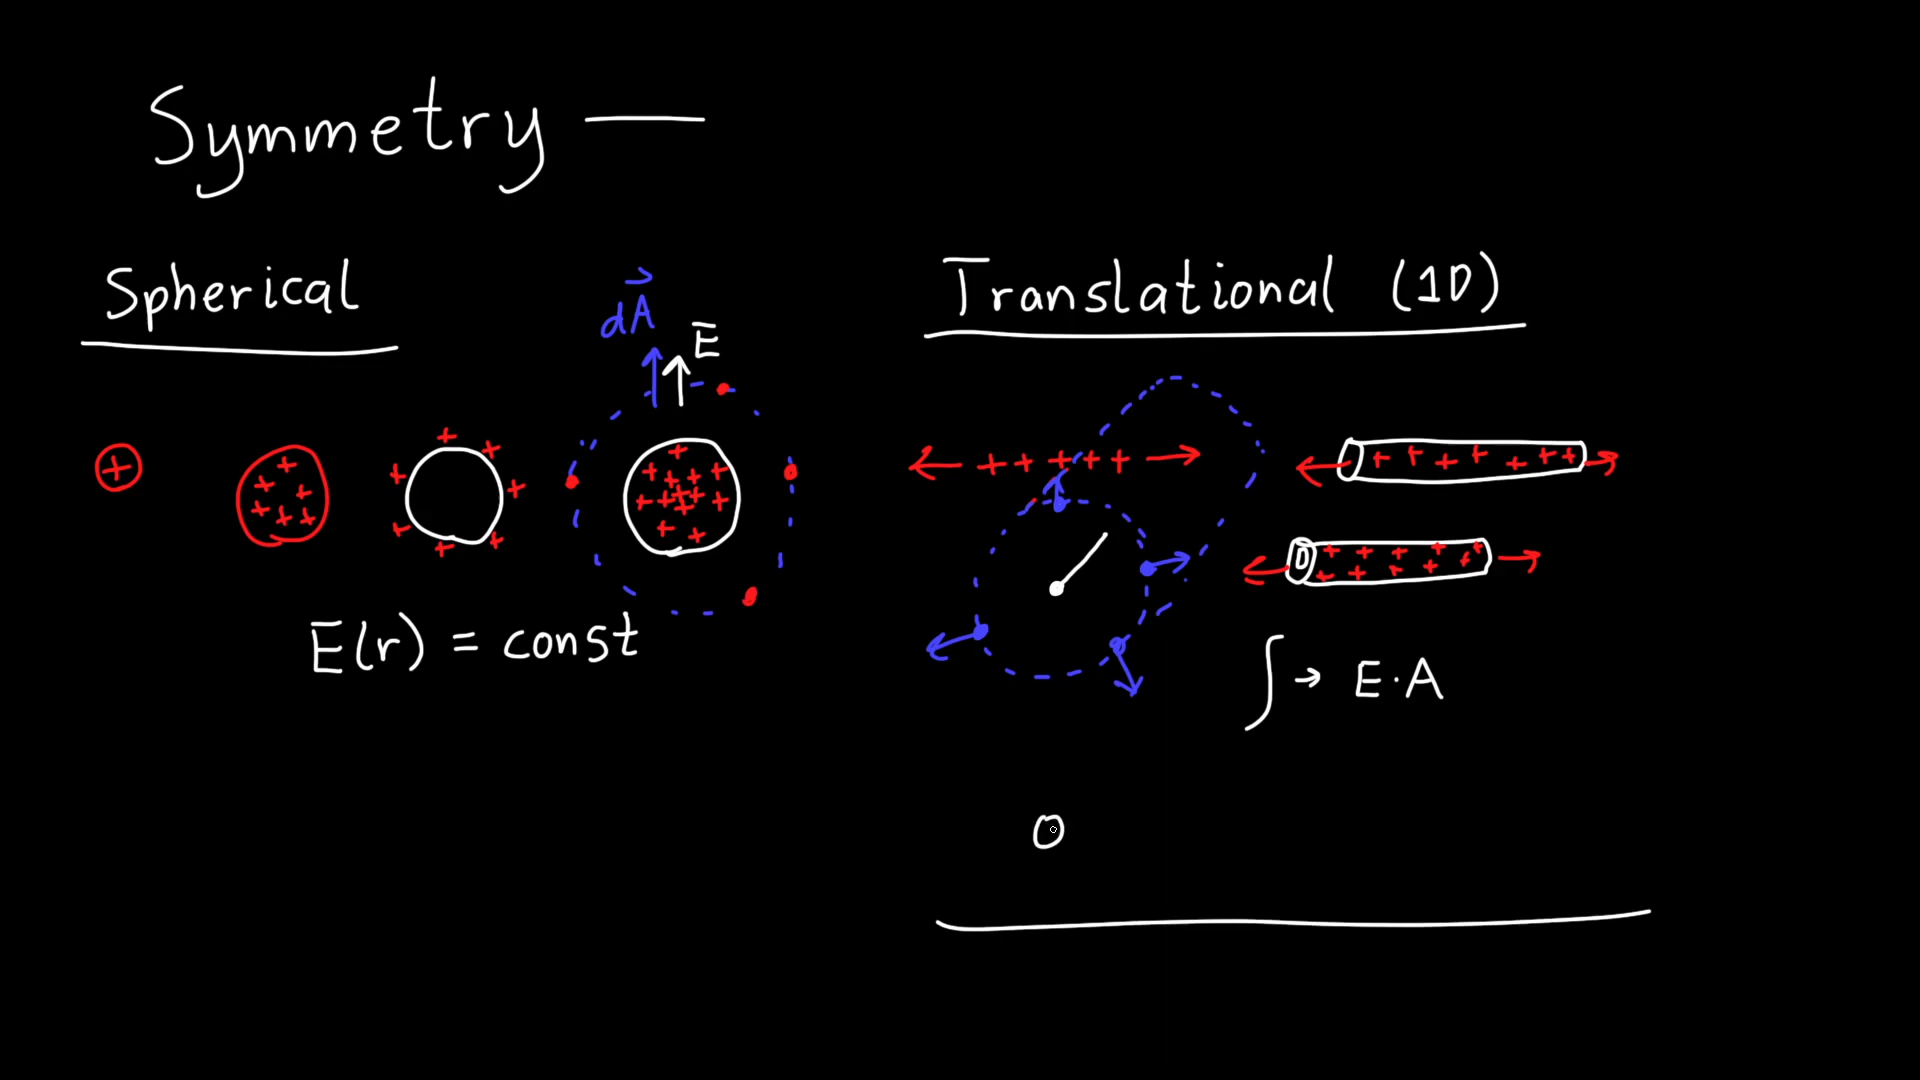 Symmetry —
Spherical
Translational (1D)
dA⃗
E
E(r) = const
∫ → E·A